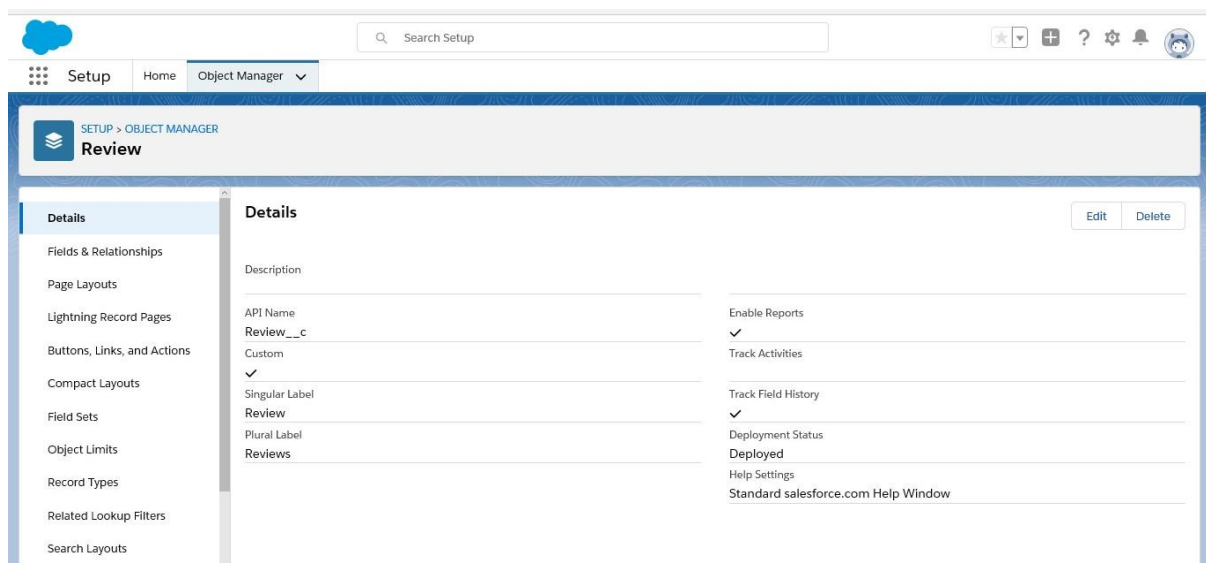 Search Setup
Setup
Home
Object Manager
SETUP > OBJECT MANAGER
Review
Details
Fields & Relationships
Page Layouts
Lightning Record Pages
Buttons, Links, and Actions
Compact Layouts
Field Sets
Object Limits
Record Types
Related Lookup Filters
Search Layouts
Details
Edit
Delete
Description
API Name
Review__c
Custom
Singular Label
Review
Plural Label
Reviews
Enable Reports
Track Activities
Track Field History
Deployment Status
Deployed
Help Settings
Standard salesforce.com Help Window